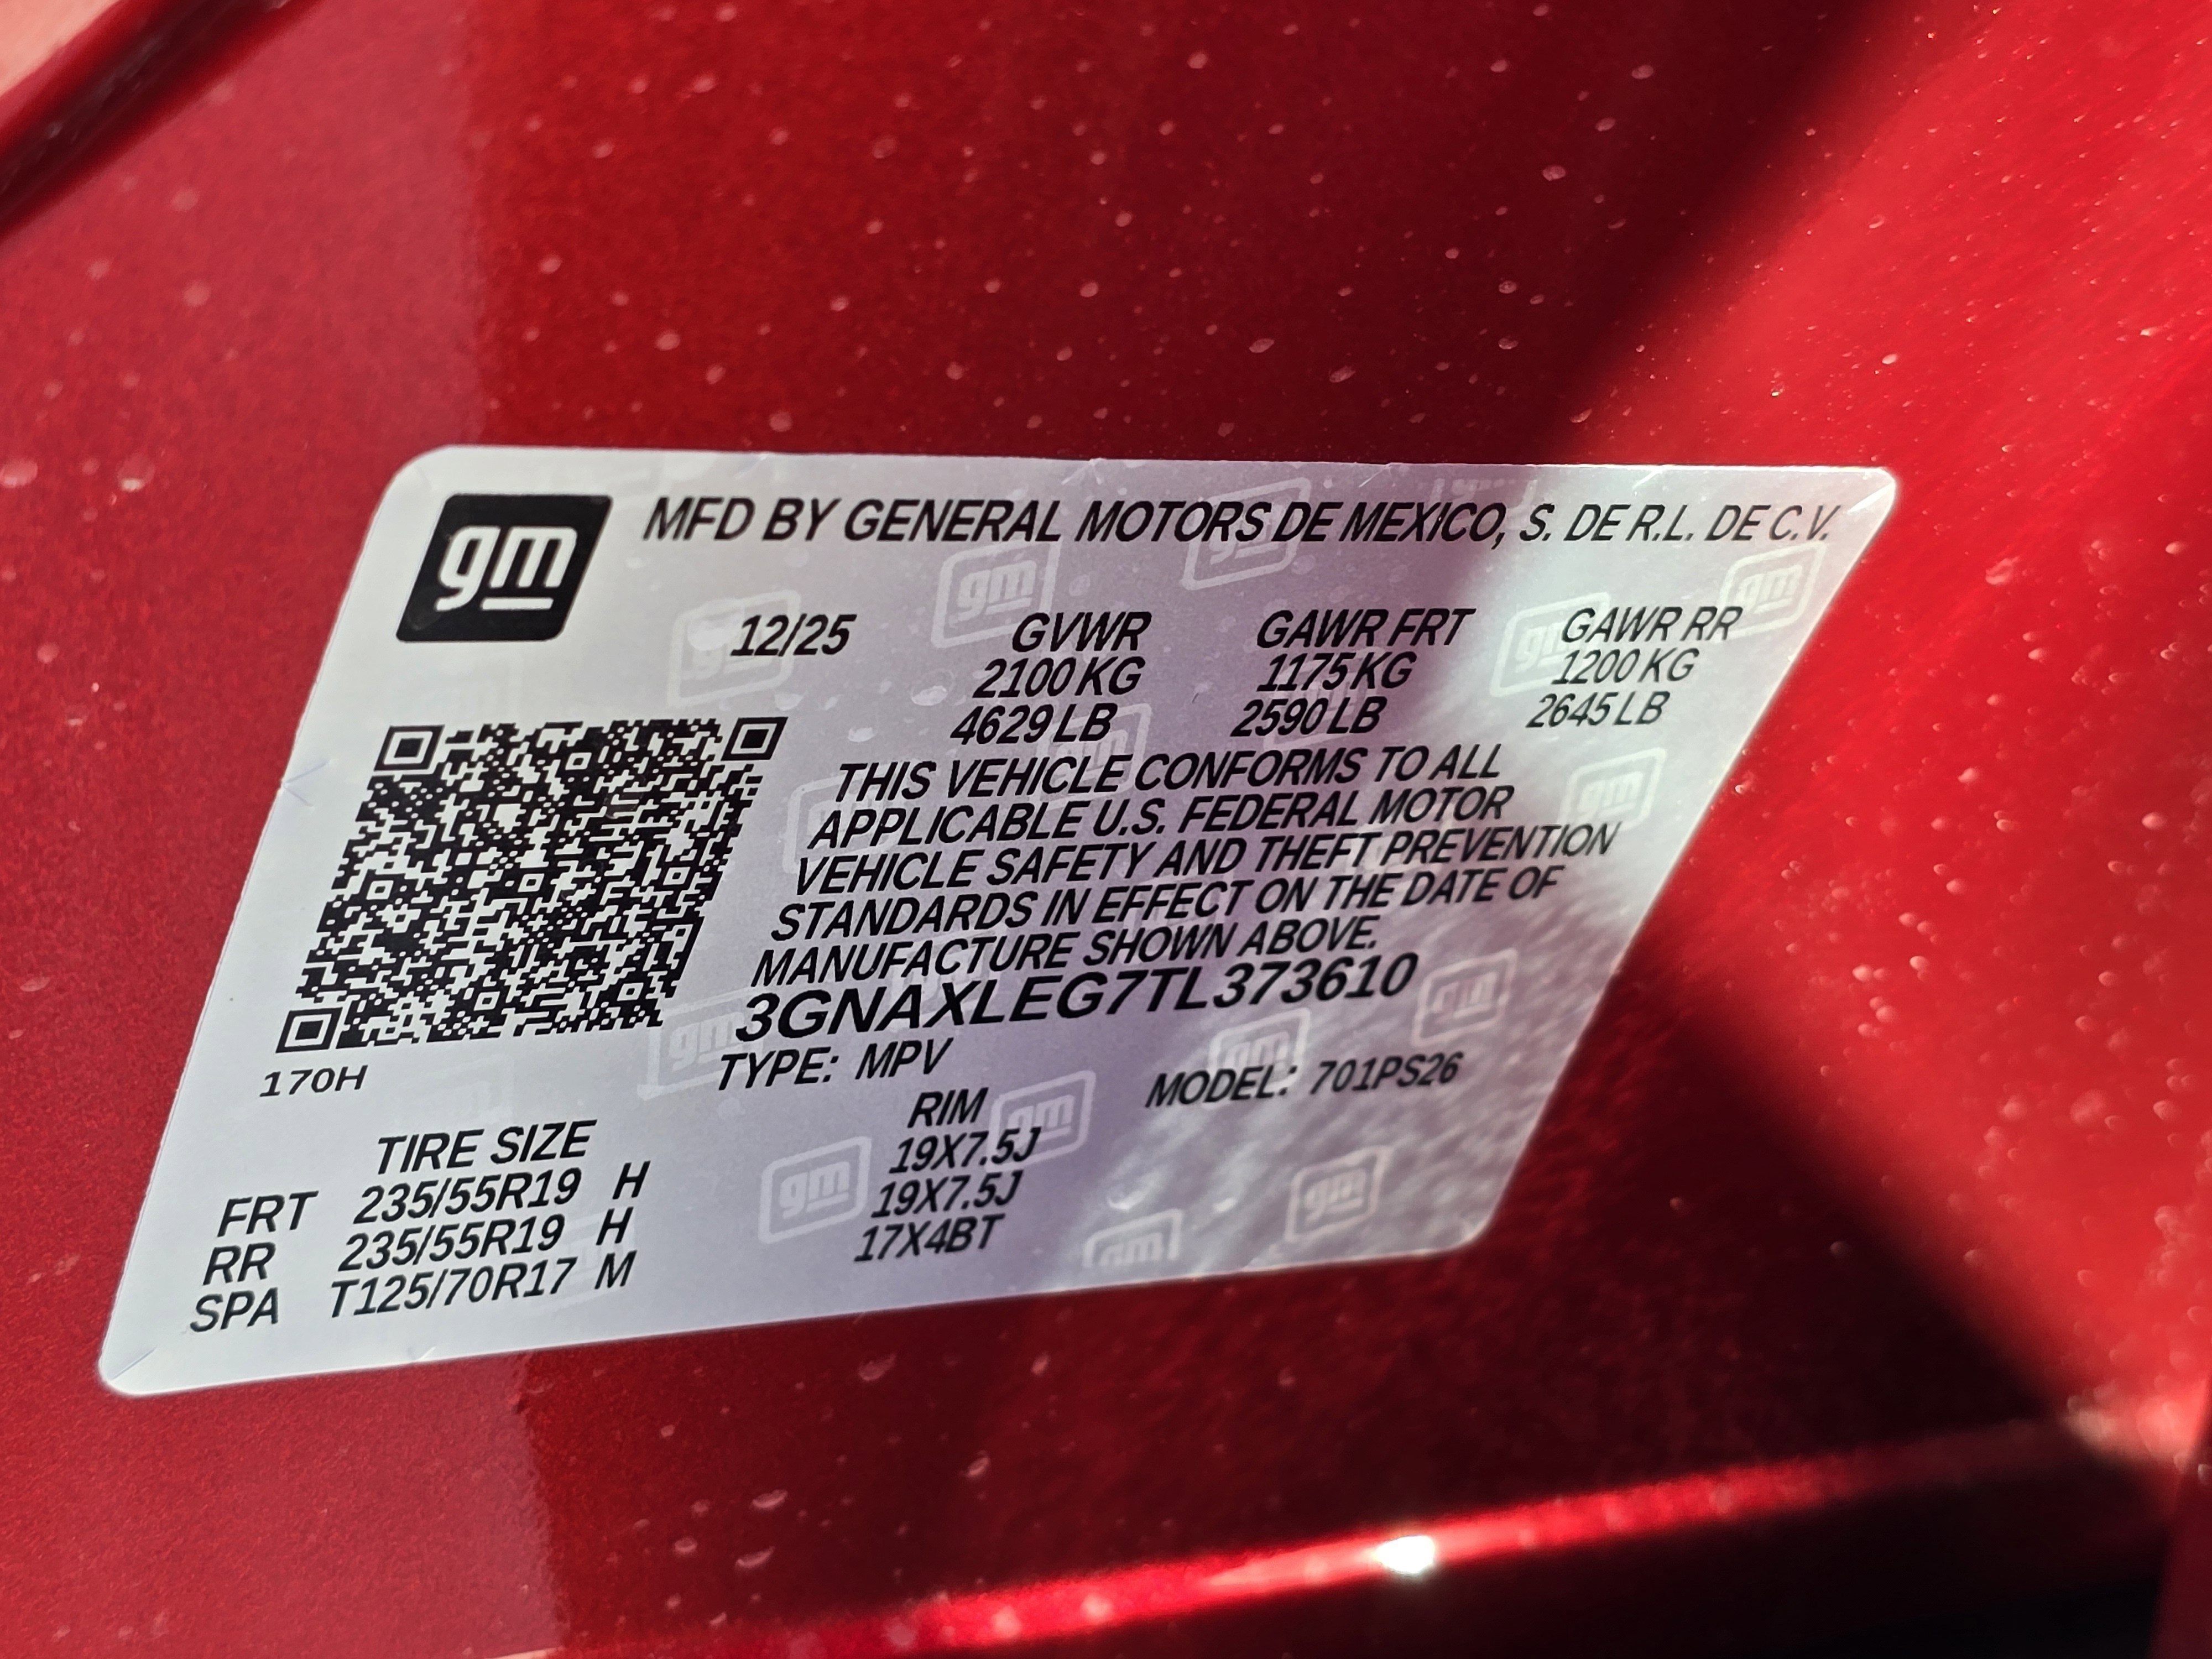 gm
MFD BY GENERAL MOTORS DE MEXICO, S. DE R.L. DE C.V.
12/25 GVWR GAWR FRT GAWR RR
2100 KG 1175 KG 1200 KG
4629 LB 2590 LB 2645 LB
THIS VEHICLE CONFORMS TO ALL
APPLICABLE U.S. FEDERAL MOTOR
VEHICLE SAFETY AND THEFT PREVENTION
STANDARDS IN EFFECT ON THE DATE OF
MANUFACTURE SHOWN ABOVE.
3GNAXLEG7TL373610
170H
TYPE: MPV MODEL: 701PS26
TIRE SIZE RIM
FRT 235/55R19 H 19X7.5J
RR 235/55R19 H 19X7.5J
SPA T125/70R17 M 17X4BT